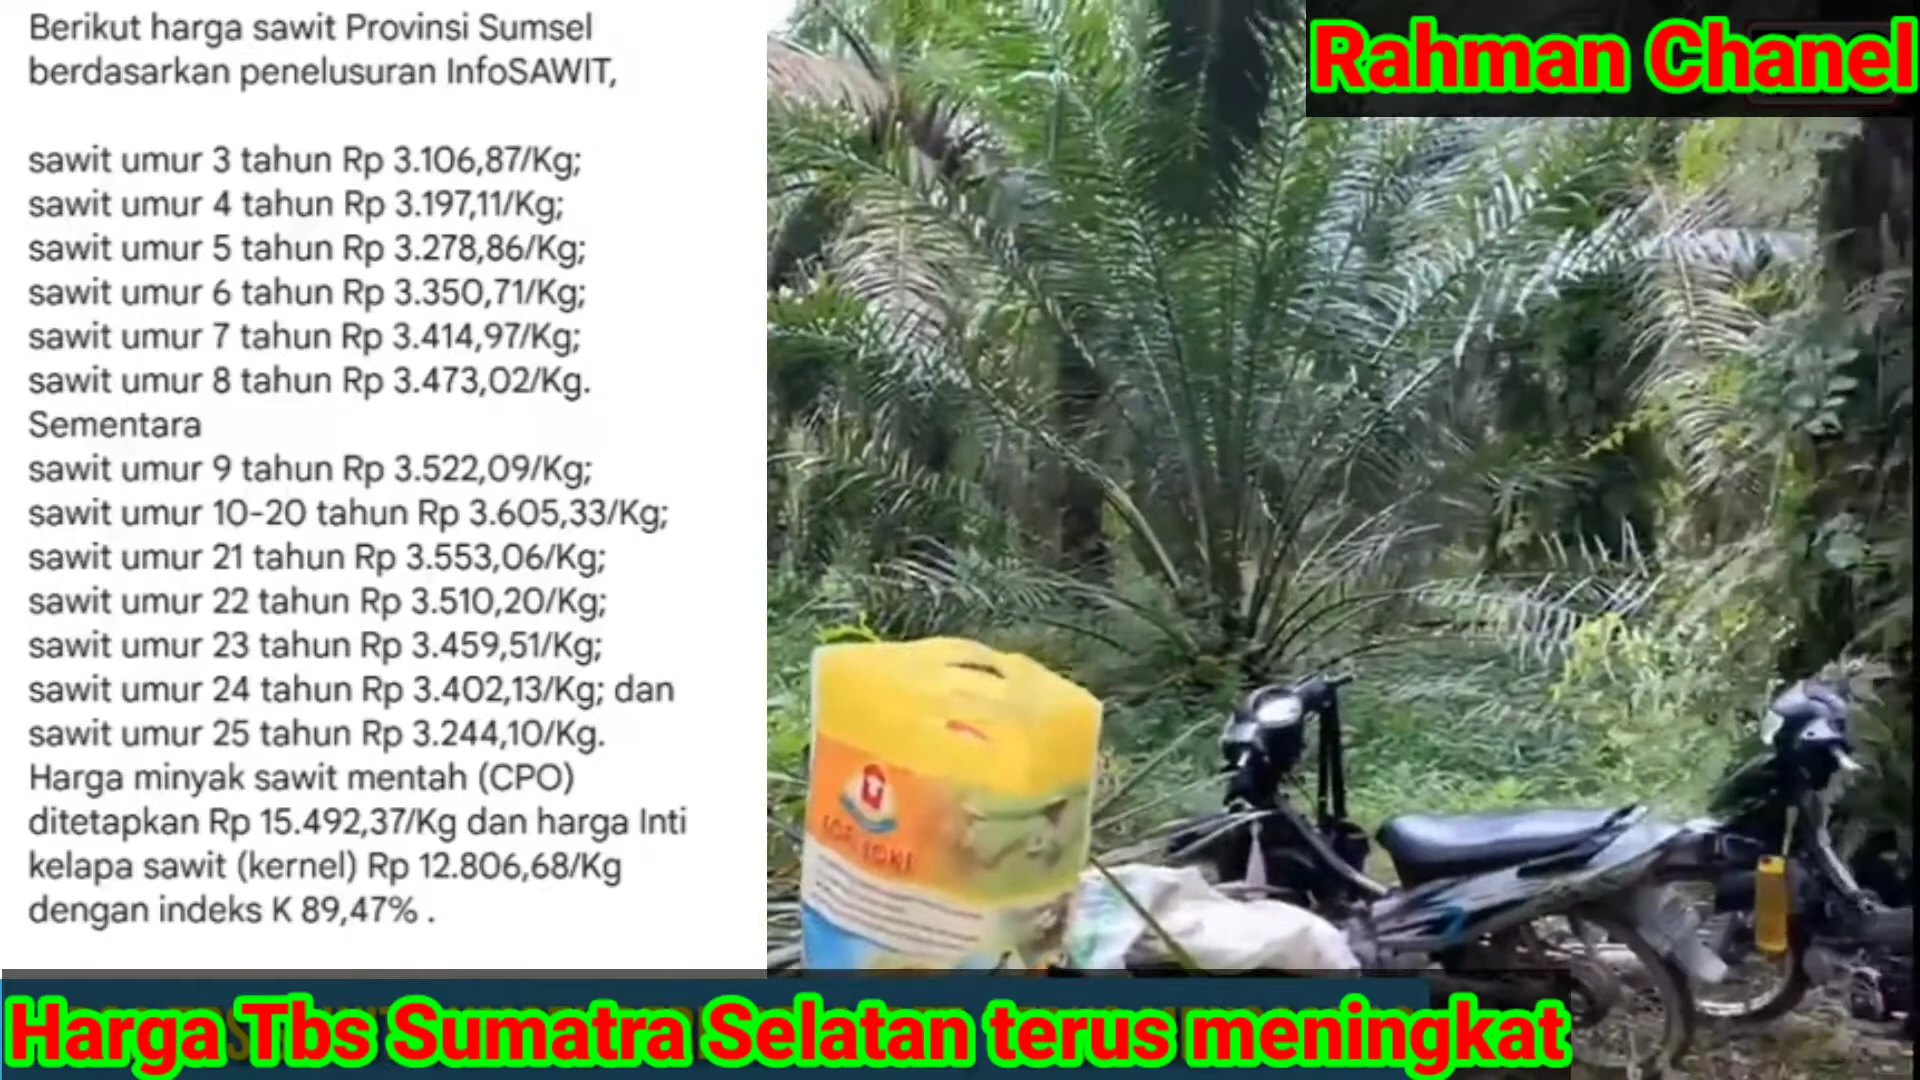 Berikut harga sawit Provinsi Sumsel
berdasarkan penelusuran InfoSAWIT,
sawit umur 3 tahun Rp 3.106,87/Kg;
sawit umur 4 tahun Rp 3.197,11/Kg;
sawit umur 5 tahun Rp 3.278,86/Kg;
sawit umur 6 tahun Rp 3.350,71/Kg;
sawit umur 7 tahun Rp 3.414,97/Kg;
sawit umur 8 tahun Rp 3.473,02/Kg.
Sementara
sawit umur 9 tahun Rp 3.522,09/Kg;
sawit umur 10-20 tahun Rp 3.605,33/Kg;
sawit umur 21 tahun Rp 3.553,06/Kg;
sawit umur 22 tahun Rp 3.510,20/Kg;
sawit umur 23 tahun Rp 3.459,51/Kg;
sawit umur 24 tahun Rp 3.402,13/Kg; dan
sawit umur 25 tahun Rp 3.244,10/Kg.
Harga minyak sawit mentah (CPO)
ditetapkan Rp 15.492,37/Kg dan harga Inti
kelapa sawit (kernel) Rp 12.806,68/Kg
dengan indeks K 89,47% .
Rahman Chanel
Harga Tbs Sumatra Selatan terus meningkat